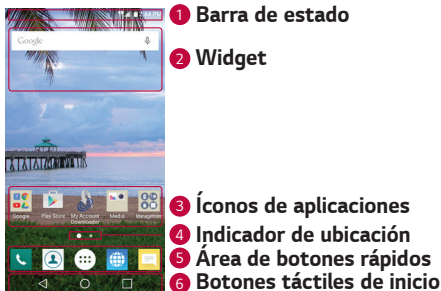 1 Barra de estado
Google
2 Widget
Google Play Store My Account Downloader Media Management
3 Íconos de aplicaciones
4 Indicador de ubicación
5 Área de botones rápidos
6 Botones táctiles de inicio